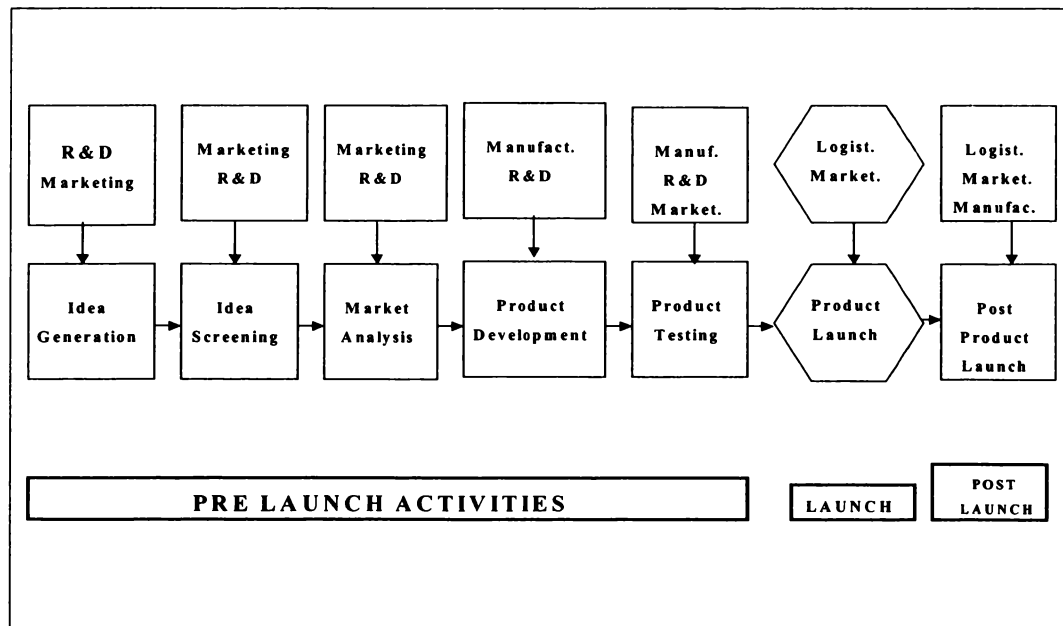 R&D
Marketing
Marketing
R&D
Marketing
R&D
Manufact.
R&D
Manuf.
R&D
Market.
Logist.
Market.
Logist.
Market.
Manufac.
Idea
Generation
Idea
Screening
Market
Analysis
Product
Development
Product
Testing
Product
Launch
Post
Product
Launch
PRE LAUNCH ACTIVITIES
LAUNCH
POST
LAUNCH